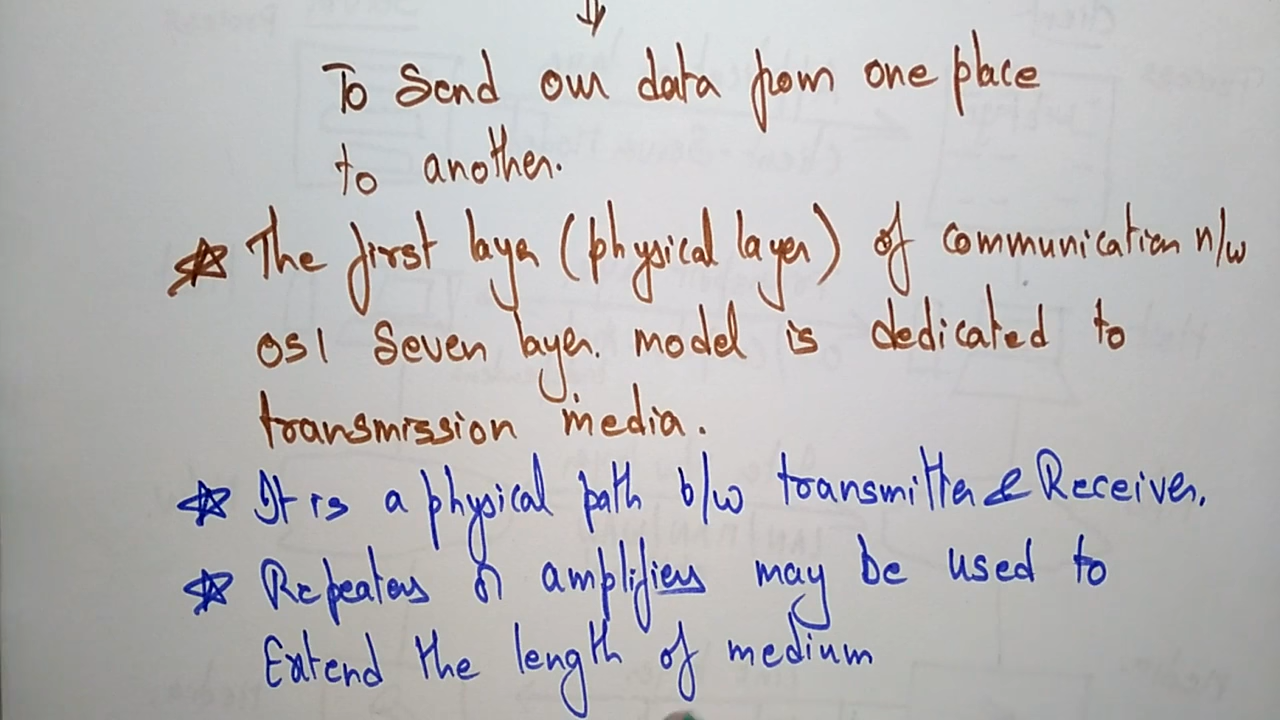 To Send our data from one place
to another.
The first layer (physical layer) of communication n/w
OSI Seven layer. model is dedicated to
transmission media.
It is a physical path b/w transmitter & Receiver.
Repeaters or amplifiers may be used to
Extend the length of medium